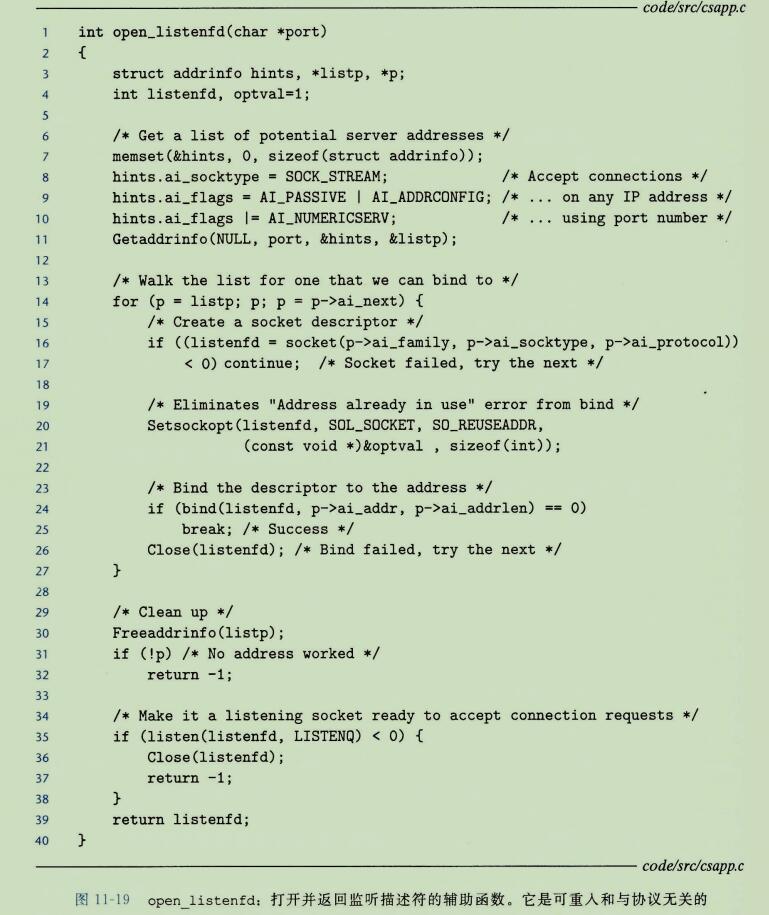 code/src/csapp.c
1 int open_listenfd(char *port)
2 {
3     struct addrinfo hints, *listp, *p;
4     int listenfd, optval=1;
5
6     /* Get a list of potential server addresses */
7     memset(&hints, 0, sizeof(struct addrinfo));
8     hints.ai_socktype = SOCK_STREAM;             /* Accept connections */
9     hints.ai_flags = AI_PASSIVE | AI_ADDRCONFIG; /* ... on any IP address */
10     hints.ai_flags |= AI_NUMERICSERV;            /* ... using port number */
11     Getaddrinfo(NULL, port, &hints, &listp);
12
13     /* Walk the list for one that we can bind to */
14     for (p = listp; p; p = p->ai_next) {
15         /* Create a socket descriptor */
16         if ((listenfd = socket(p->ai_family, p->ai_socktype, p->ai_protocol))
17             < 0) continue;  /* Socket failed, try the next */
18
19         /* Eliminates "Address already in use" error from bind */
20         Setsockopt(listenfd, SOL_SOCKET, SO_REUSEADDR,
21                    (const void *)&optval , sizeof(int));
22
23         /* Bind the descriptor to the address */
24         if (bind(listenfd, p->ai_addr, p->ai_addrlen) == 0)
25             break; /* Success */
26         Close(listenfd); /* Bind failed, try the next */
27     }
28
29     /* Clean up */
30     Freeaddrinfo(listp);
31     if (!p) /* No address worked */
32         return -1;
33
34     /* Make it a listening socket ready to accept connection requests */
35     if (listen(listenfd, LISTENQ) < 0) {
36         Close(listenfd);
37         return -1;
38     }
39     return listenfd;
40 }
code/src/csapp.c
图 11-19 open_listenfd：打开并返回监听描述符的辅助函数。它是可重入和与协议无关的